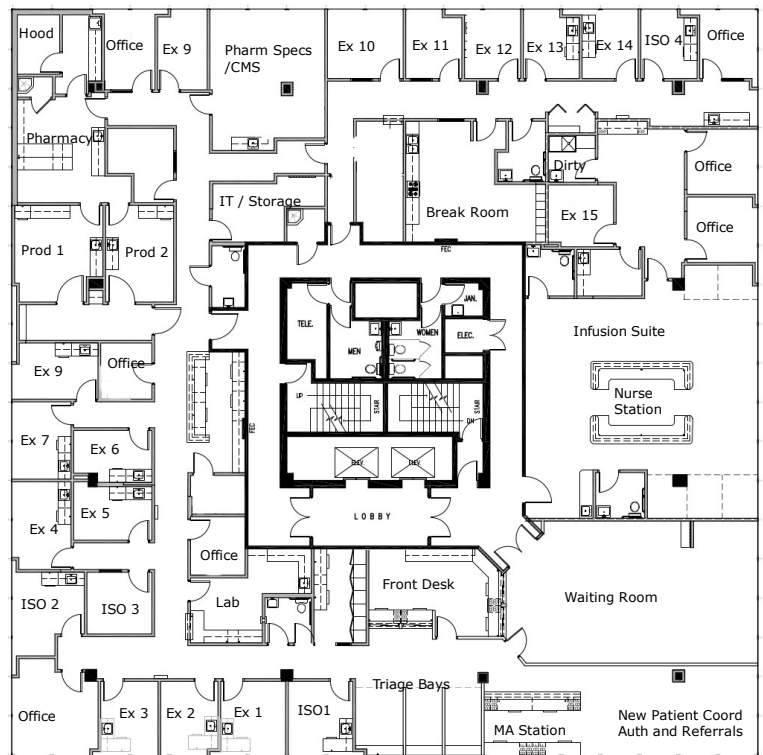 Hood
Office
Ex 9
Pharm Specs
/CMS
Ex 10
Ex 11
Ex 12
Ex 13
Ex 14
ISO 4
Office
Pharmacy
Dirty
Office
IT / Storage
Break Room
Ex 15
Office
Prod 1
Prod 2
FEC
TELE.
MEN
WOMEN
JAN.
ELEC.
Infusion Suite
Ex 9
Office
Nurse
Station
UP
STAIR
STAIR
DN
Ex 7
Ex 6
FEC
ELEV
ELEV
Ex 4
Ex 5
LOBBY
Office
ISO 2
ISO 3
Lab
Front Desk
Waiting Room
Triage Bays
Office
Ex 3
Ex 2
Ex 1
ISO1
MA Station
New Patient Coord
Auth and Referrals